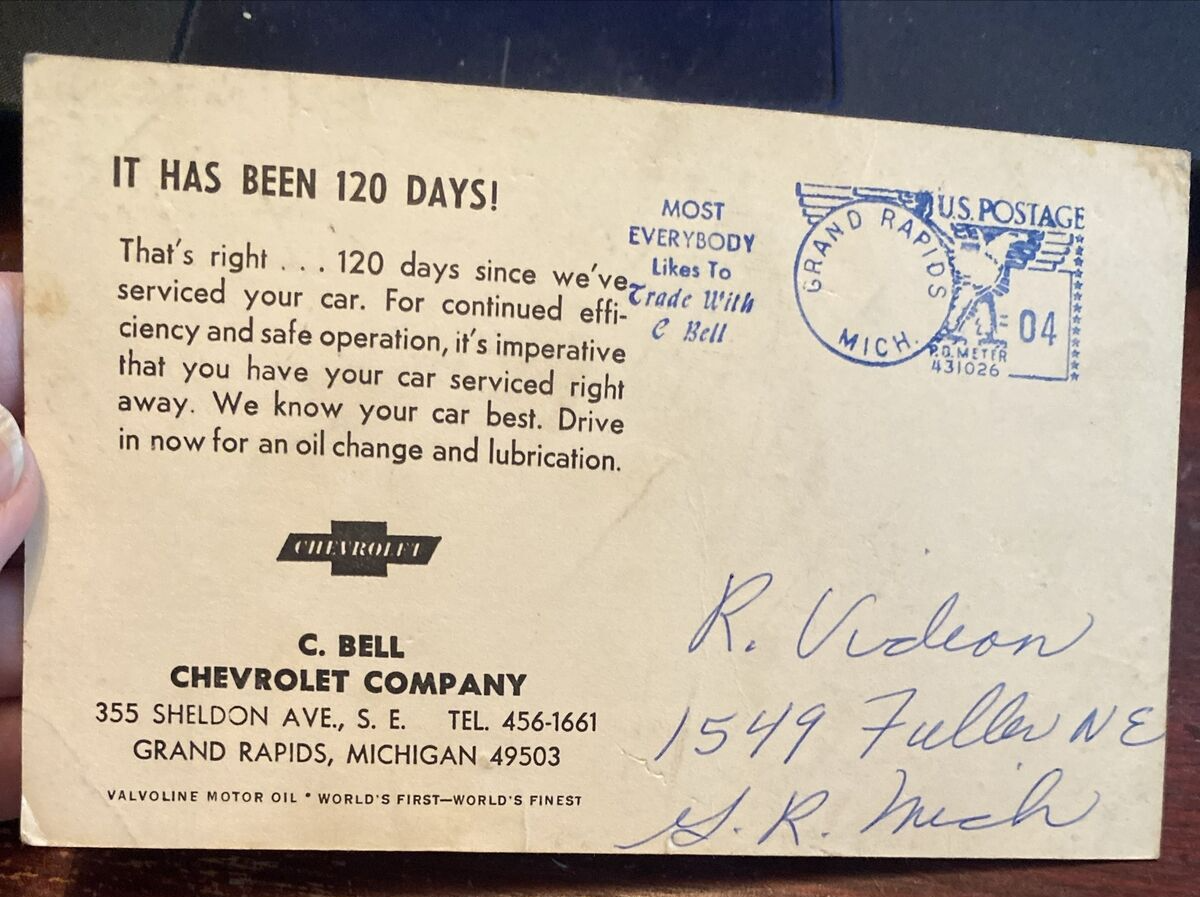 IT HAS BEEN 120 DAYS!
That's right . . . 120 days since we've
serviced your car. For continued effi-
ciency and safe operation, it's imperative
that you have your car serviced right
away. We know your car best. Drive
in now for an oil change and lubrication.
CHEVROLET
C. BELL
CHEVROLET COMPANY
355 SHELDON AVE., S. E. TEL. 456-1661
GRAND RAPIDS, MICHIGAN 49503
VALVOLINE MOTOR OIL * WORLD'S FIRST—WORLD'S FINEST
MOST
EVERYBODY
Likes To
Trade With
C Bell
GRAND RAPIDS
MICH.
U.S. POSTAGE
04
P.O. METER
431026
R. Videon
1549 Fuller NE
G. R. Mich